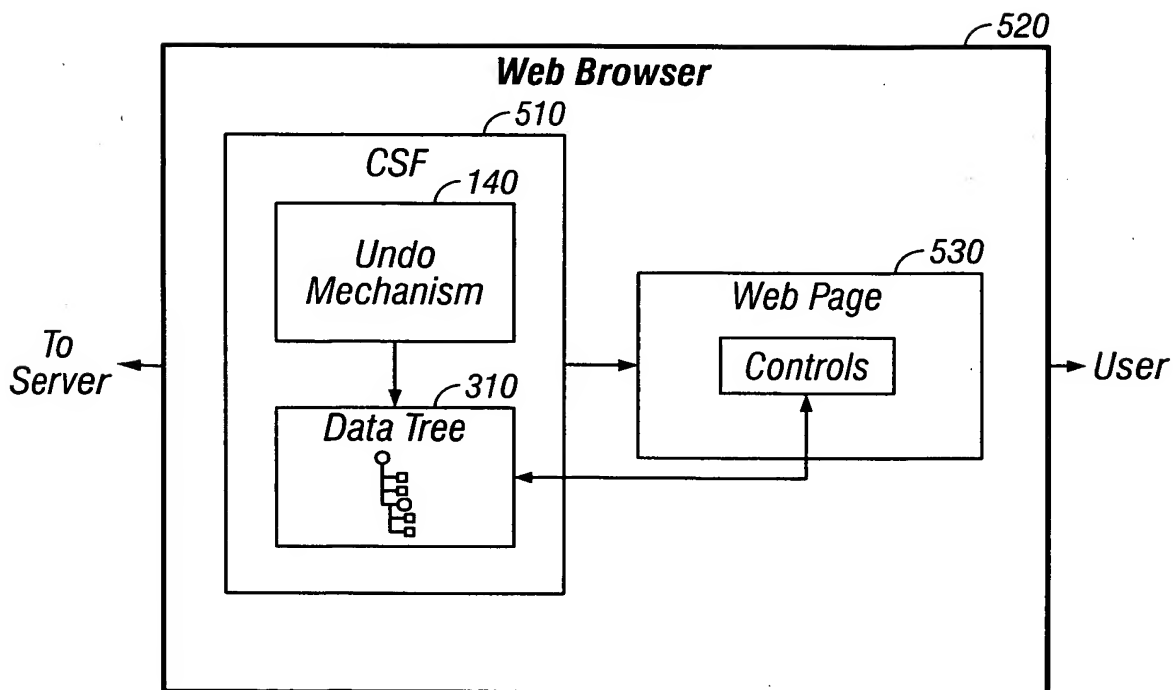 520
Web Browser
510
CSF
140
Undo
Mechanism
530
Web Page
Controls
To
Server
User
310
Data Tree